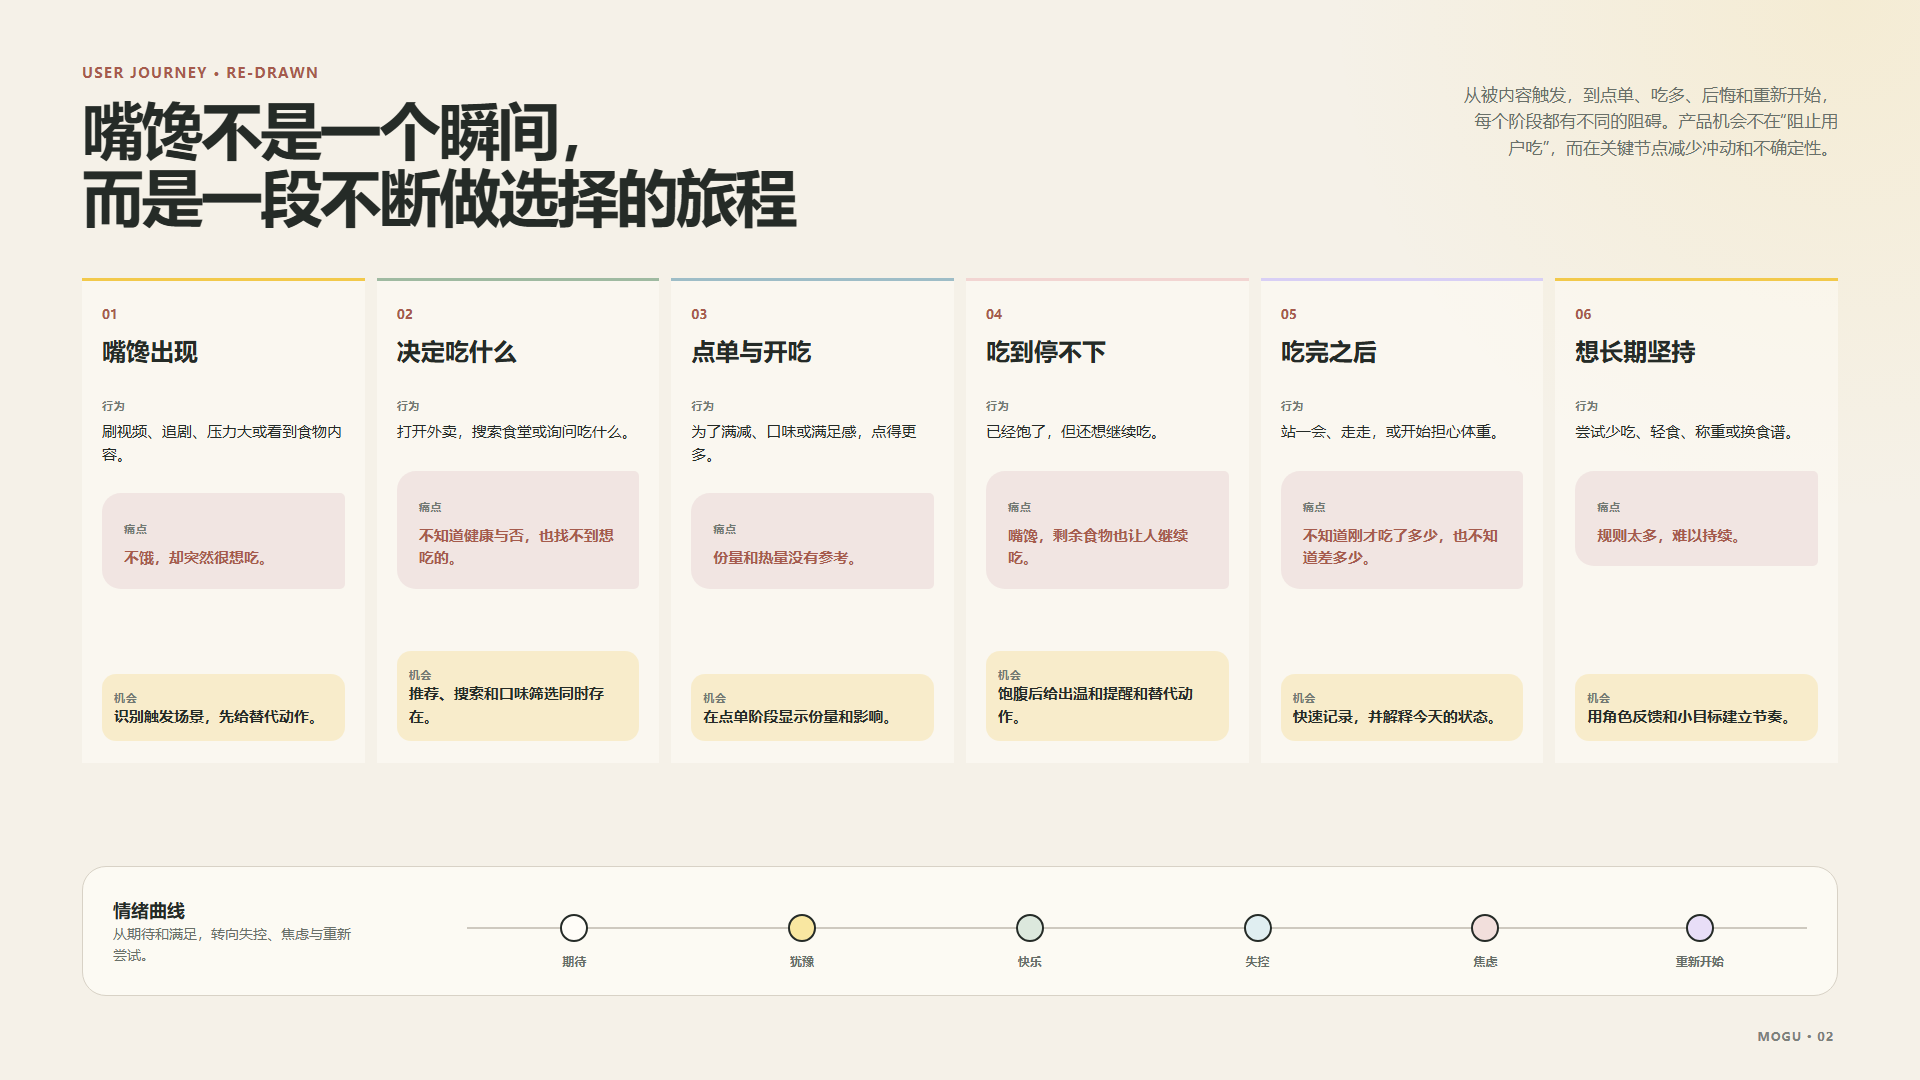 USER JOURNEY • RE-DRAWN
嘴馋不是一个瞬间，
而是一段不断做选择的旅程
从被内容触发，到点单、吃多、后悔和重新开始，
每个阶段都有不同的阻碍。产品机会不在“阻止用
户吃”，而在关键节点减少冲动和不确定性。
01
嘴馋出现
行为
刷视频、追剧、压力大或看到食物内
容。
痛点
不饿，却突然很想吃。
机会
识别触发场景，先给替代动作。
02
决定吃什么
行为
打开外卖，搜索食堂或询问吃什么。
痛点
不知道健康与否，也找不到想
吃的。
机会
推荐、搜索和口味筛选同时存
在。
03
点单与开吃
行为
为了满减、口味或满足感，点得更
多。
痛点
份量和热量没有参考。
机会
在点单阶段显示份量和影响。
04
吃到停不下
行为
已经饱了，但还想继续吃。
痛点
嘴馋，剩余食物也让人继续
吃。
机会
饱腹后给出温和提醒和替代动
作。
05
吃完之后
行为
站一会、走走，或开始担心体重。
痛点
不知道刚才吃了多少，也不知
道差多少。
机会
快速记录，并解释今天的状态。
06
想长期坚持
行为
尝试少吃、轻食、称重或换食谱。
痛点
规则太多，难以持续。
机会
用角色反馈和小目标建立节奏。
情绪曲线
从期待和满足，转向失控、焦虑与重新
尝试。
期待
犹豫
快乐
失控
焦虑
重新开始
MOGU • 02